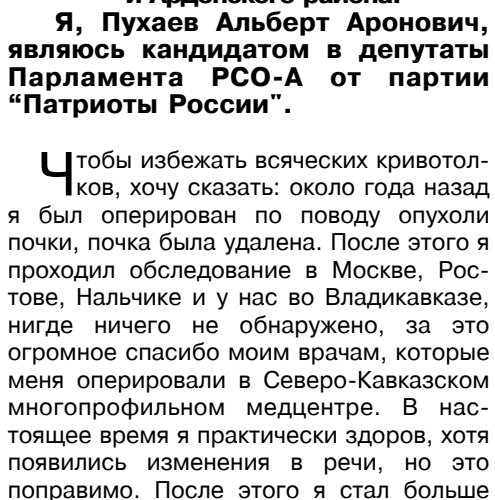 и Ардонского района!
Я, Пухаев Альберт Аронович,
являюсь кандидатом в депутаты
Парламента РСО-А от партии
“Патриоты России".
Чтобы избежать всяческих кривотол-
ков, хочу сказать: около года назад
я был оперирован по поводу опухоли
почки, почка была удалена. После этого я
проходил обследование в Москве, Рос-
тове, Нальчике и у нас во Владикавказе,
нигде ничего не обнаружено, за это
огромное спасибо моим врачам, которые
меня оперировали в Северо-Кавказском
многопрофильном медцентре. В нас-
тоящее время я практически здоров, хотя
появились изменения в речи, но это
поправимо. После этого я стал больше